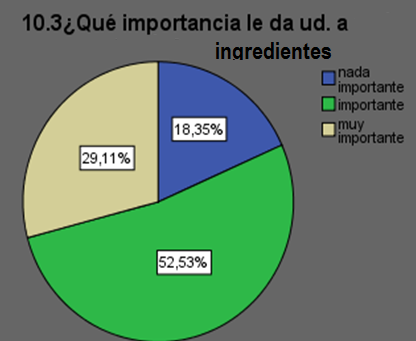 10.3¿Qué importancia le da ud. a
ingredientes
nada
importante
importante
muy
importante
18,35%
29,11%
52,53%